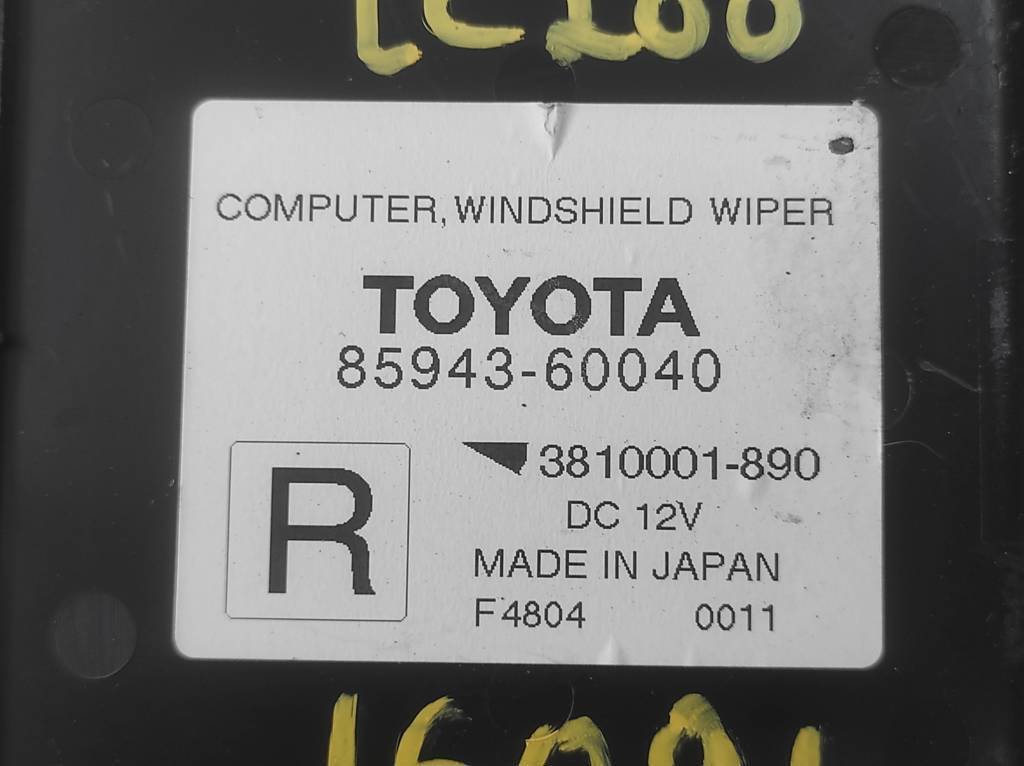 COMPUTER, WINDSHIELD WIPER
TOYOTA
85943-60040
R
3810001-890
DC 12V
MADE IN JAPAN
F4804 0011